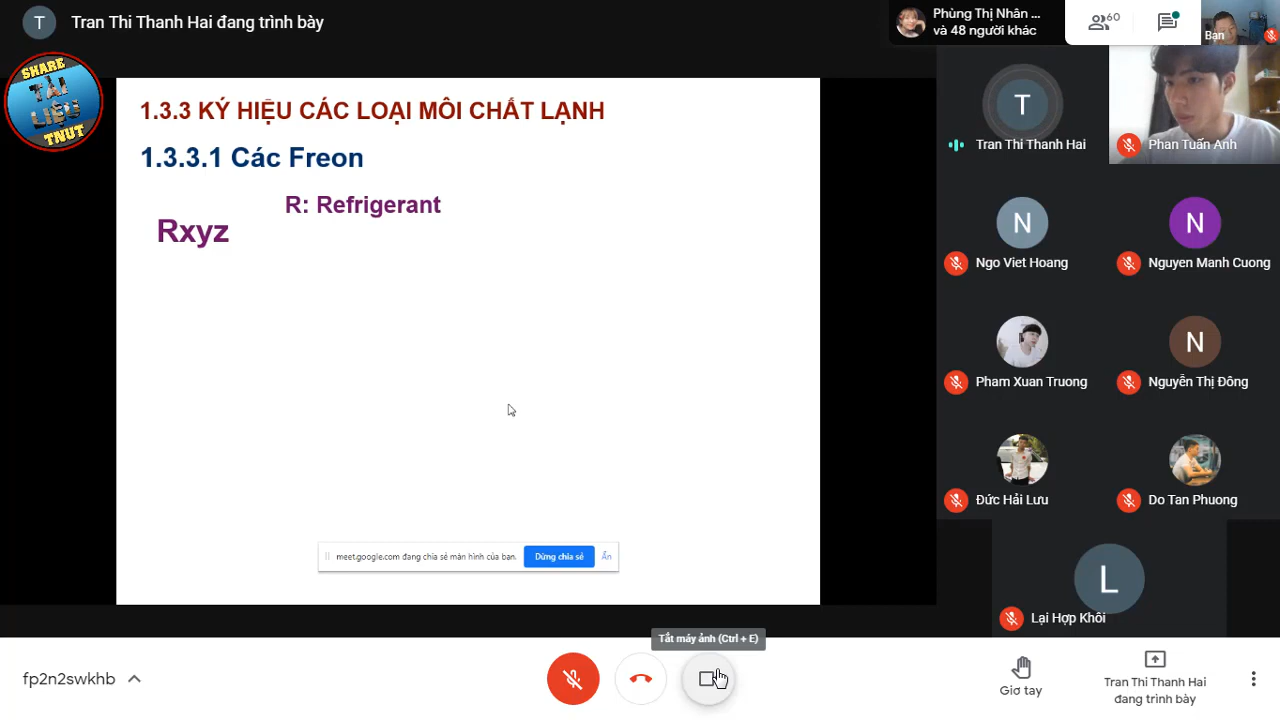 T
Tran Thi Thanh Hai đang trình bày
Phùng Thị Nhân ...
và 48 người khác
60
Bạn
SHARE
TÀI
LIỆU
TNUT
1.3.3 KÝ HIỆU CÁC LOẠI MÔI CHẤT LẠNH
1.3.3.1 Các Freon
R: Refrigerant
Rxyz
meet.google.com đang chia sẻ màn hình của bạn.
Dừng chia sẻ
Ẩn
T
Tran Thi Thanh Hai
Phan Tuấn Anh
N
Ngo Viet Hoang
N
Nguyen Manh Cuong
Pham Xuan Truong
N
Nguyễn Thị Đông
Đức Hải Lưu
Do Tan Phuong
L
Lại Hợp Khôi
Tắt máy ảnh (Ctrl + E)
fp2n2swkhb
Giơ tay
Tran Thi Thanh Hai
đang trình bày